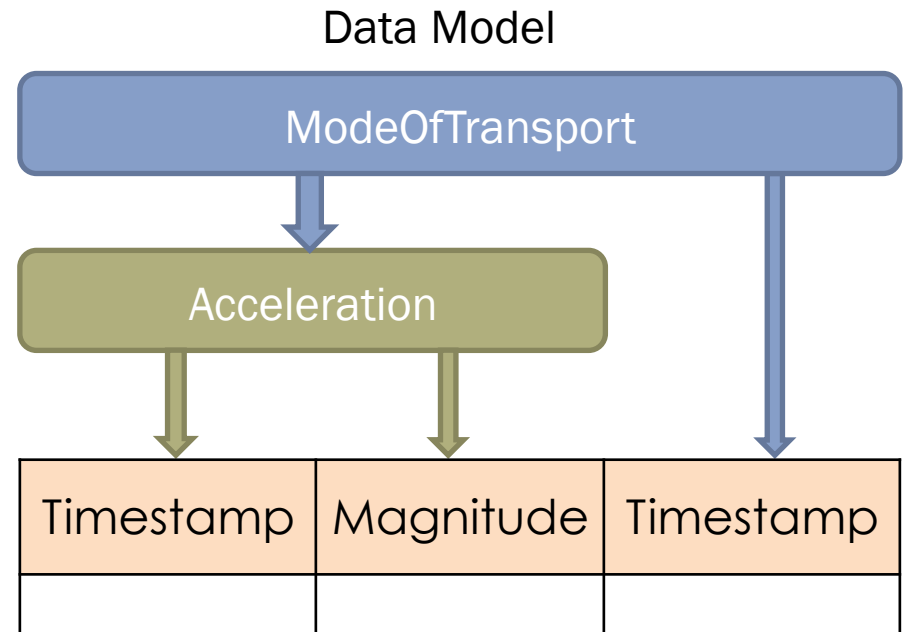 Data Model
ModeOfTransport
Acceleration
Timestamp Magnitude Timestamp